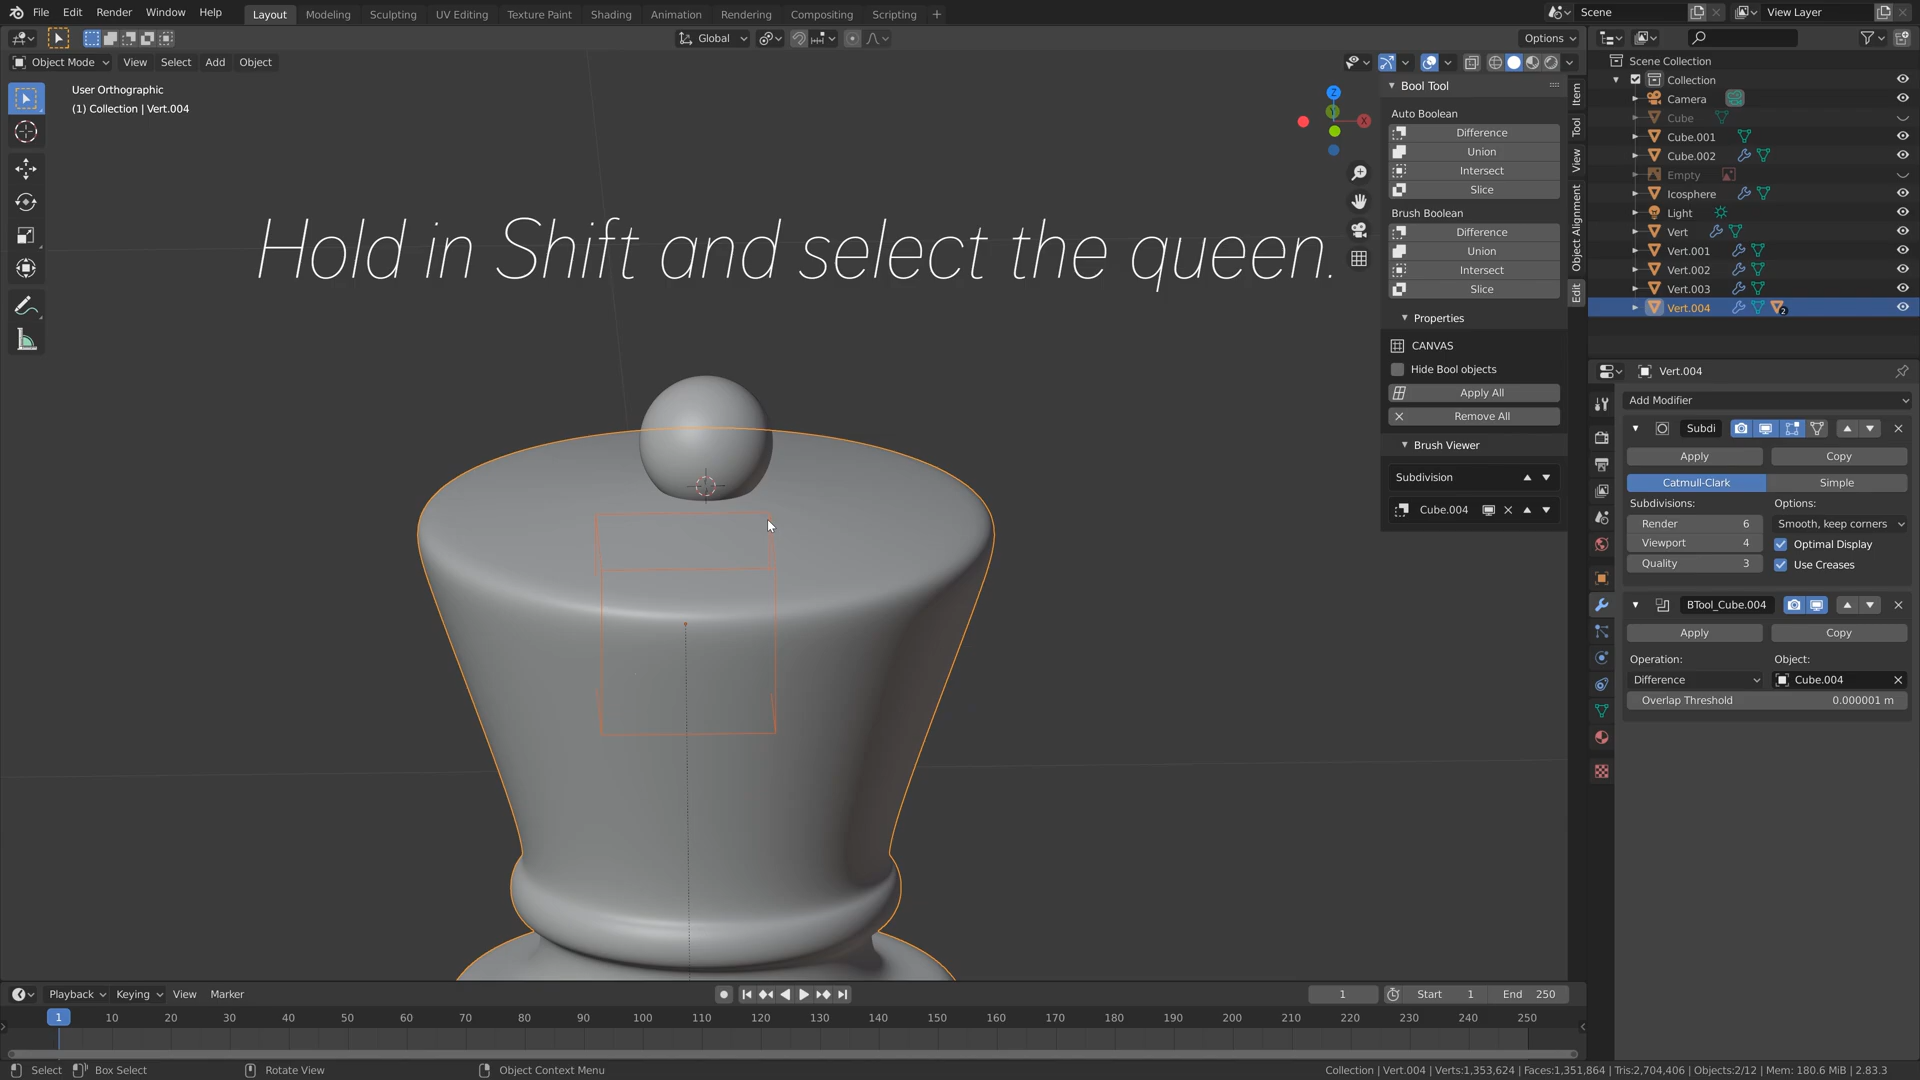 File Edit Render Window Help Layout Modeling Sculpting UV Editing Texture Paint Shading Animation Rendering Compositing Scripting + Scene View Layer
Global Options
Object Mode View Select Add Object
User Orthographic
(1) Collection | Vert.004
Hold in Shift and select the queen.
Z
X
Bool Tool
Auto Boolean
Difference
Union
Intersect
Slice
Brush Boolean
Difference
Union
Intersect
Slice
Properties
CANVAS
Hide Bool objects
Apply All
Remove All
Brush Viewer
Subdivision
Cube.004
Item
Tool
View
Object Alignment
Edit
Scene Collection
Collection
Camera
Cube
Cube.001
Cube.002
Empty
Icosphere
Light
Vert
Vert.001
Vert.002
Vert.003
Vert.004 2
Vert.004
Add Modifier
Subdi
Apply Copy
Catmull-Clark Simple
Subdivisions: Options:
Render 6 Smooth, keep corners
Viewport 4 Optimal Display
Quality 3 Use Creases
BTool_Cube.004
Apply Copy
Operation: Object:
Difference Cube.004
Overlap Threshold 0.000001 m
Playback Keying View Marker 1 Start 1 End 250
1 10 20 30 40 50 60 70 80 90 100 110 120 130 140 150 160 170 180 190 200 210 220 230 240 250
Select Box Select Rotate View Object Context Menu Collection | Vert.004 | Verts:1,353,624 | Faces:1,351,864 | Tris:2,704,406 | Objects:2/12 | Mem: 180.6 MiB | 2.83.3